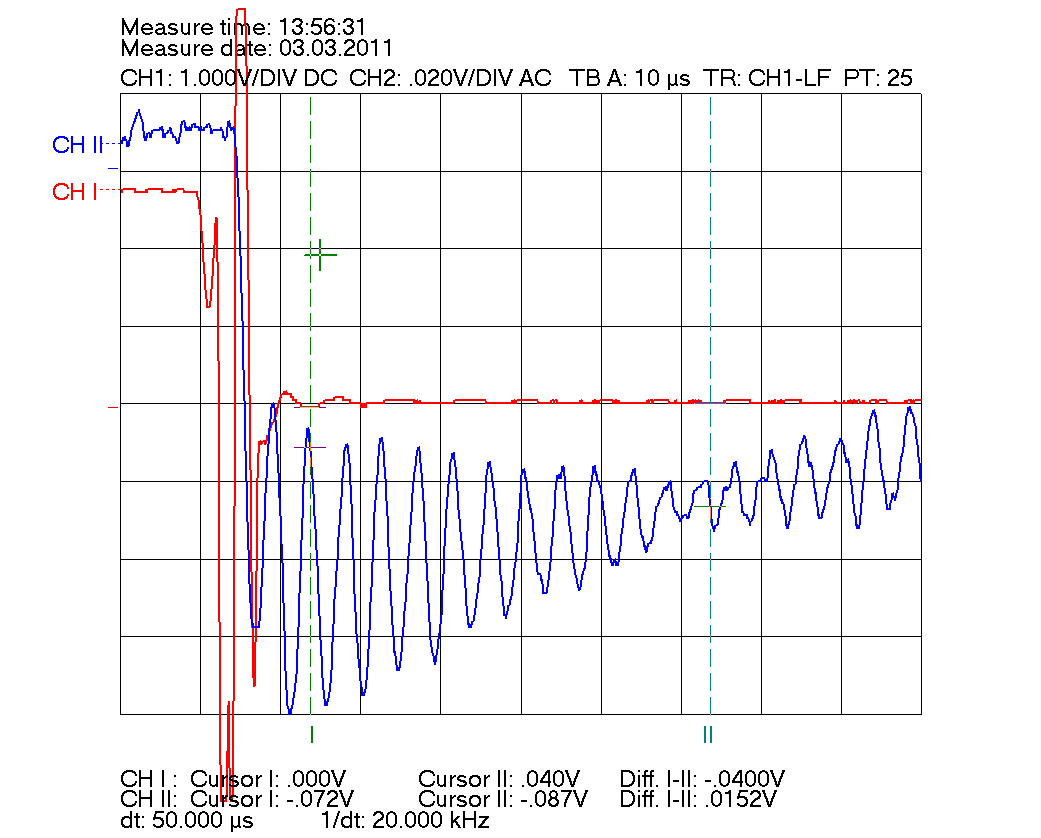 Measure time: 13:56:31
Measure date: 03.03.2011
CH1: 1.000V/DIV DC CH2: .020V/DIV AC TB A: 10 µs TR: CH1-LF PT: 25
CH II
CH I
I
II
CH I : Cursor I: .000V Cursor II: .040V Diff. I-II: -.0400V
CH II: Cursor I: -.072V Cursor II: -.087V Diff. I-II: .0152V
dt: 50.000 µs 1/dt: 20.000 kHz